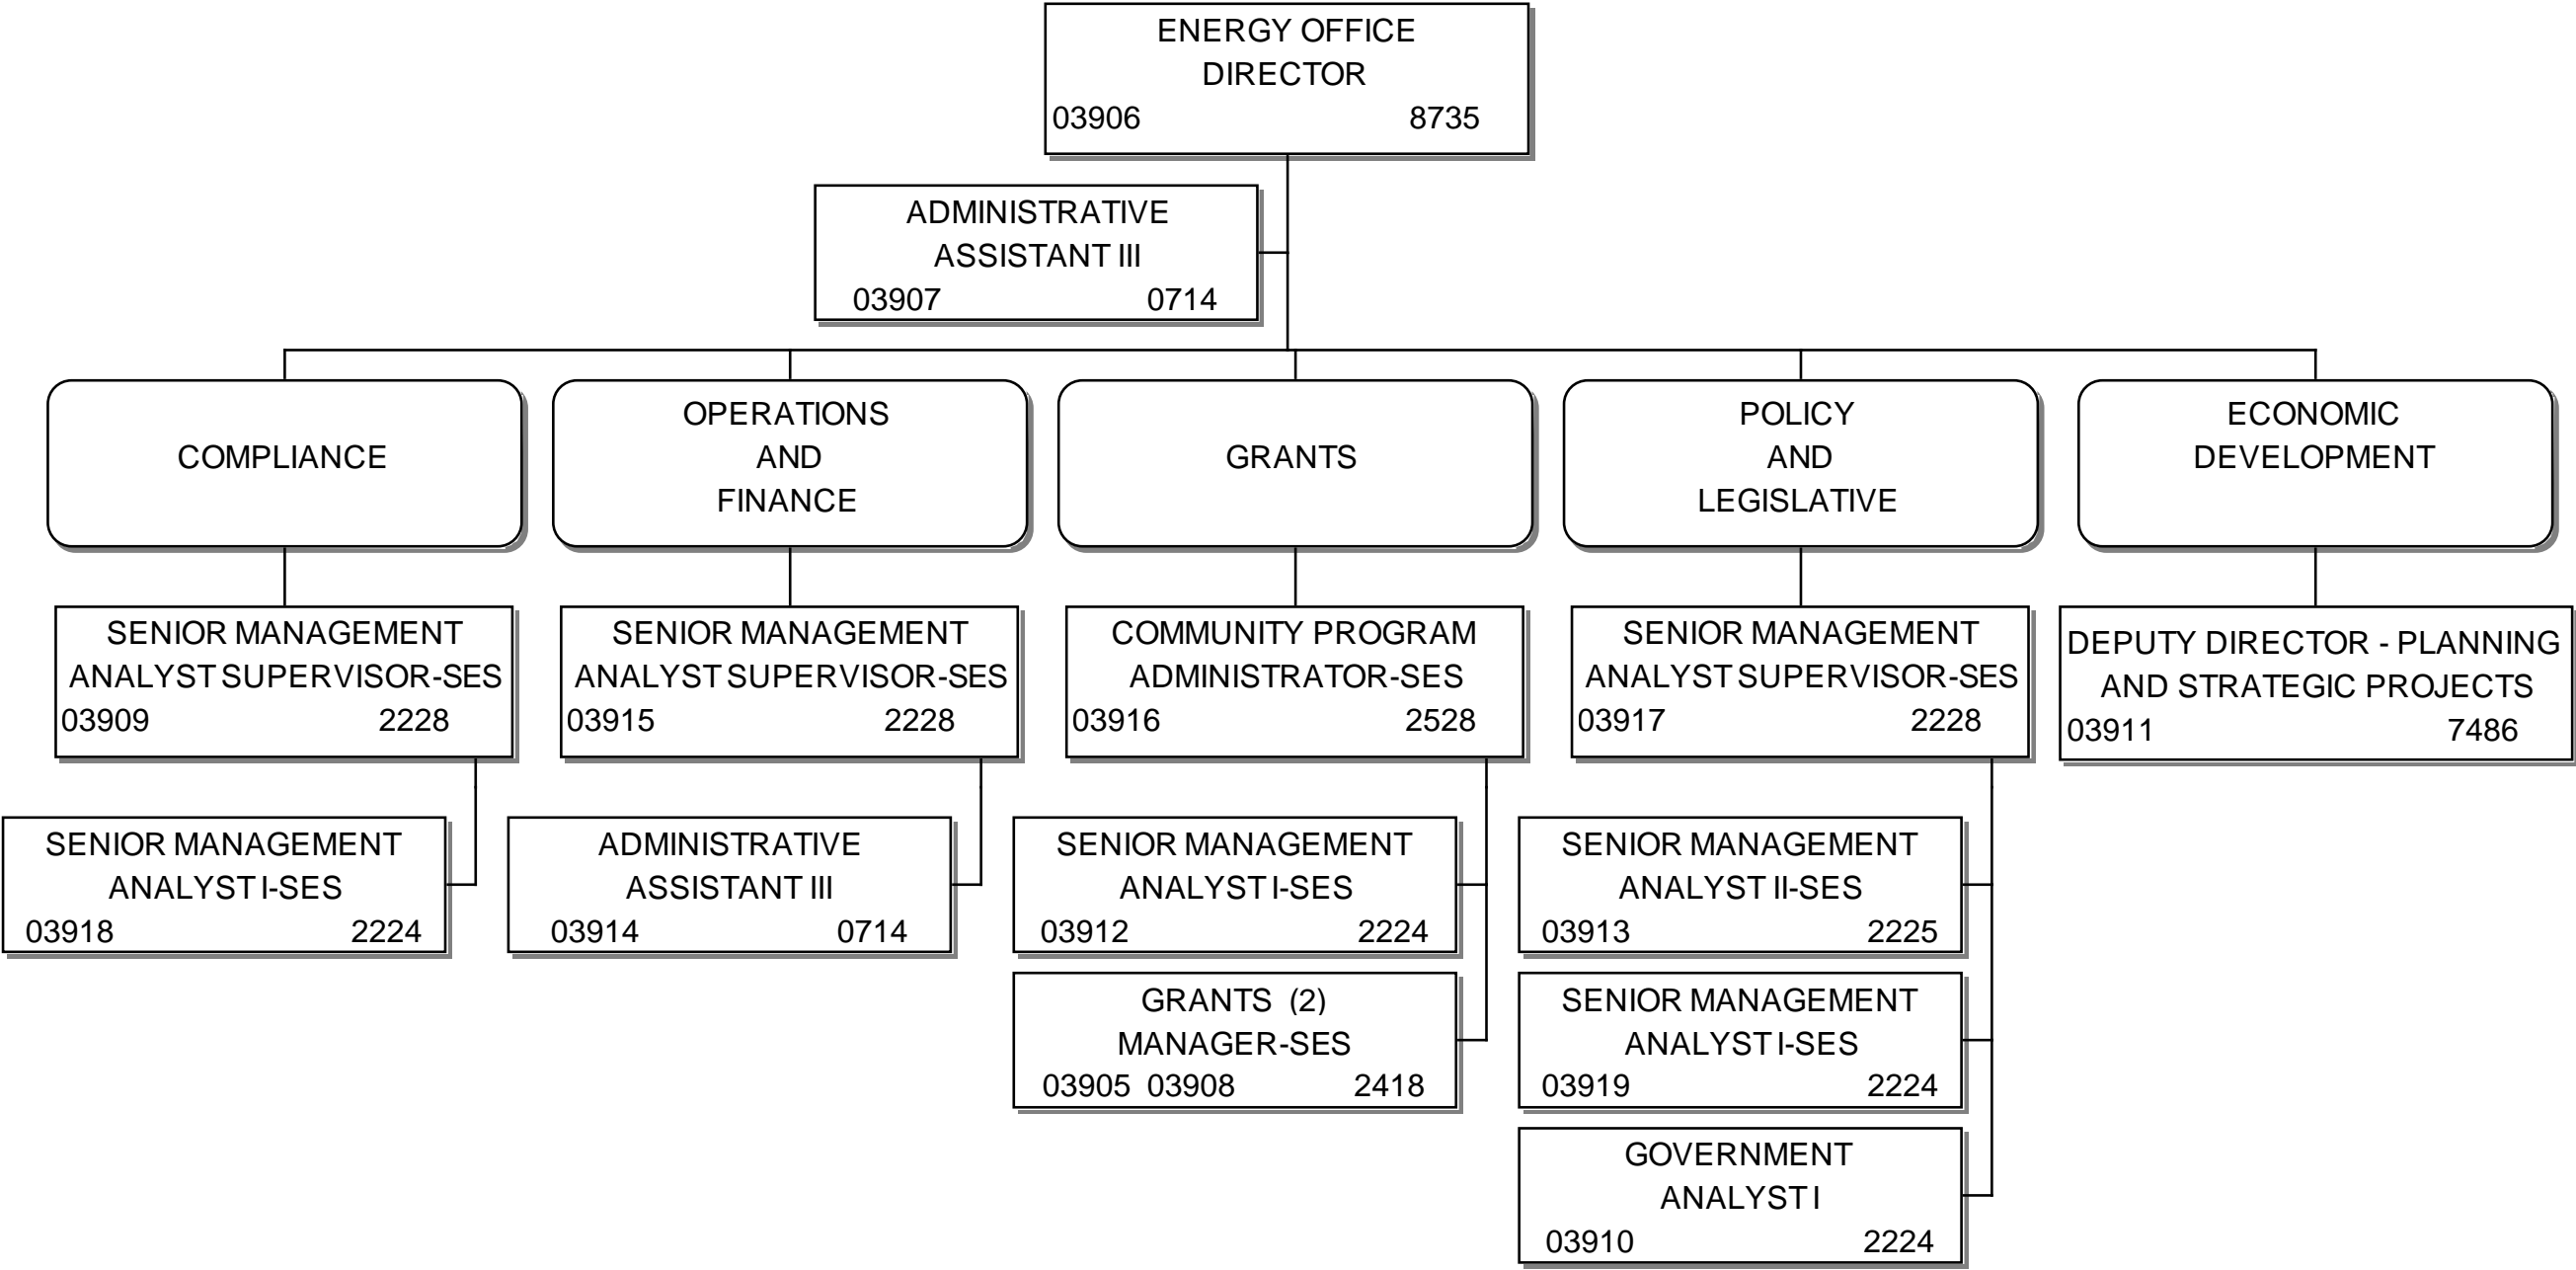 ENERGY OFFICE
DIRECTOR
03906 8735
ADMINISTRATIVE
ASSISTANT III
03907 0714
COMPLIANCE
OPERATIONS
AND
FINANCE
GRANTS
POLICY
AND
LEGISLATIVE
ECONOMIC
DEVELOPMENT
SENIOR MANAGEMENT
ANALYST SUPERVISOR-SES
03909 2228
SENIOR MANAGEMENT
ANALYST SUPERVISOR-SES
03915 2228
COMMUNITY PROGRAM
ADMINISTRATOR-SES
03916 2528
SENIOR MANAGEMENT
ANALYST SUPERVISOR-SES
03917 2228
DEPUTY DIRECTOR - PLANNING
AND STRATEGIC PROJECTS
03911 7486
SENIOR MANAGEMENT
ANALYST I-SES
03918 2224
ADMINISTRATIVE
ASSISTANT III
03914 0714
SENIOR MANAGEMENT
ANALYST I-SES
03912 2224
SENIOR MANAGEMENT
ANALYST II-SES
03913 2225
GRANTS (2)
MANAGER-SES
03905 03908 2418
SENIOR MANAGEMENT
ANALYST I-SES
03919 2224
GOVERNMENT
ANALYST I
03910 2224